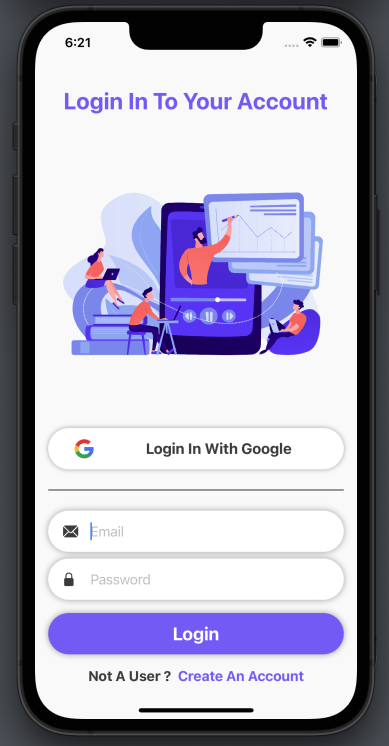 6:21
Login In To Your Account
Login In With Google
Email
Password
Login
Not A User ? Create An Account